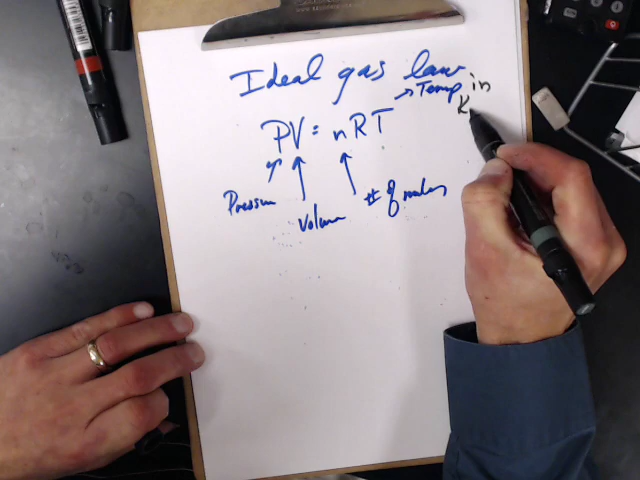 Ideal gas law
→ Temp in
K
PV = nRT
Pressure
Volume
# of moles